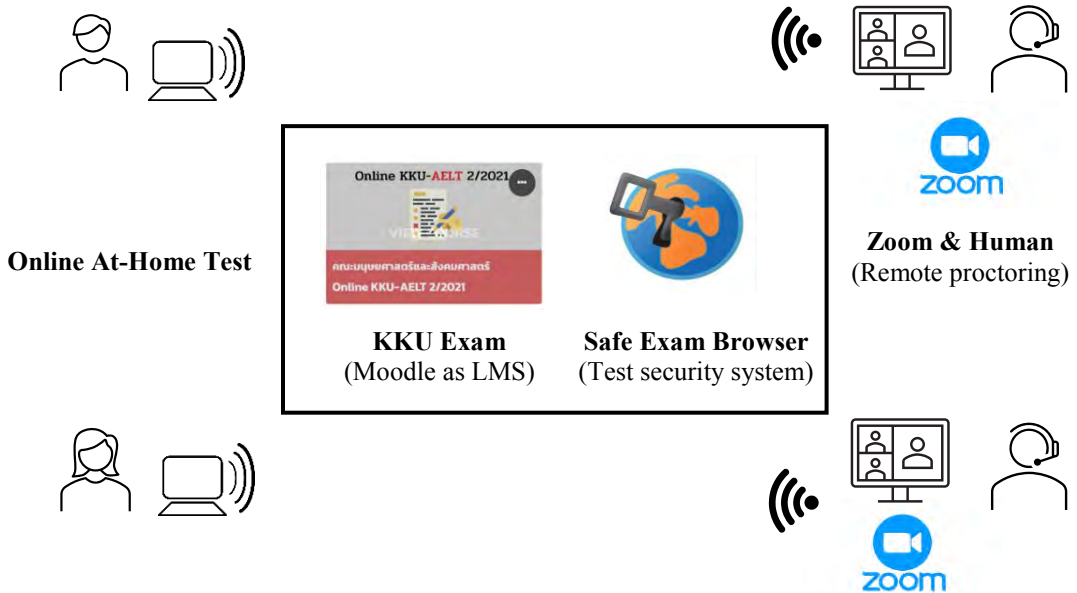 Online KKU-AELT 2/2021
คณะมนุษยศาสตร์และสังคมศาสตร์
Online KKU-AELT 2/2021
zoom
Online At-Home Test
Zoom & Human
(Remote proctoring)
KKU Exam
(Moodle as LMS)
Safe Exam Browser
(Test security system)
zoom